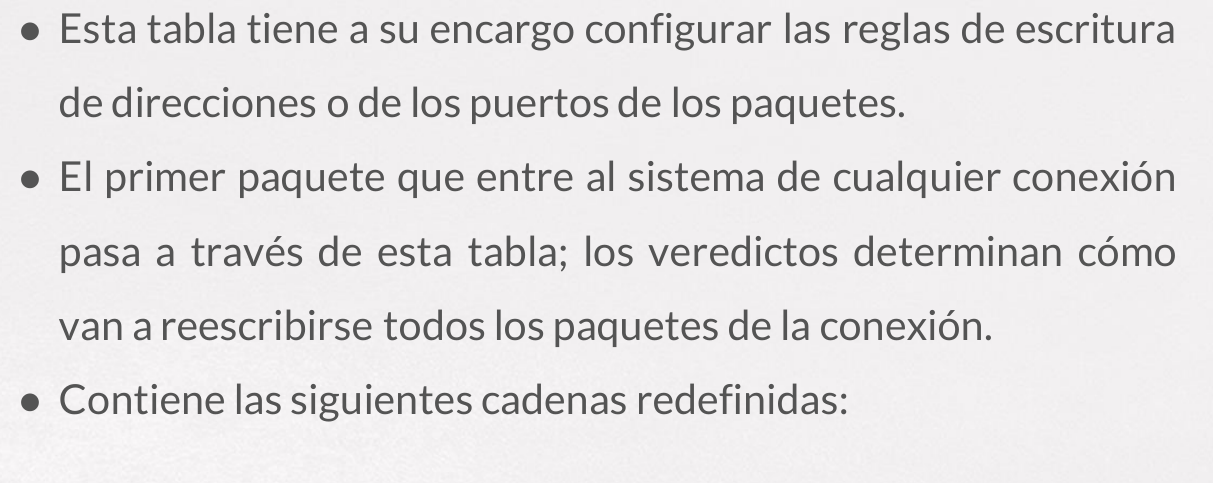 ● Esta tabla tiene a su encargo configurar las reglas de escritura
de direcciones o de los puertos de los paquetes.
● El primer paquete que entre al sistema de cualquier conexión
pasa a través de esta tabla; los veredictos determinan cómo
van a reescribirse todos los paquetes de la conexión.
● Contiene las siguientes cadenas redefinidas: